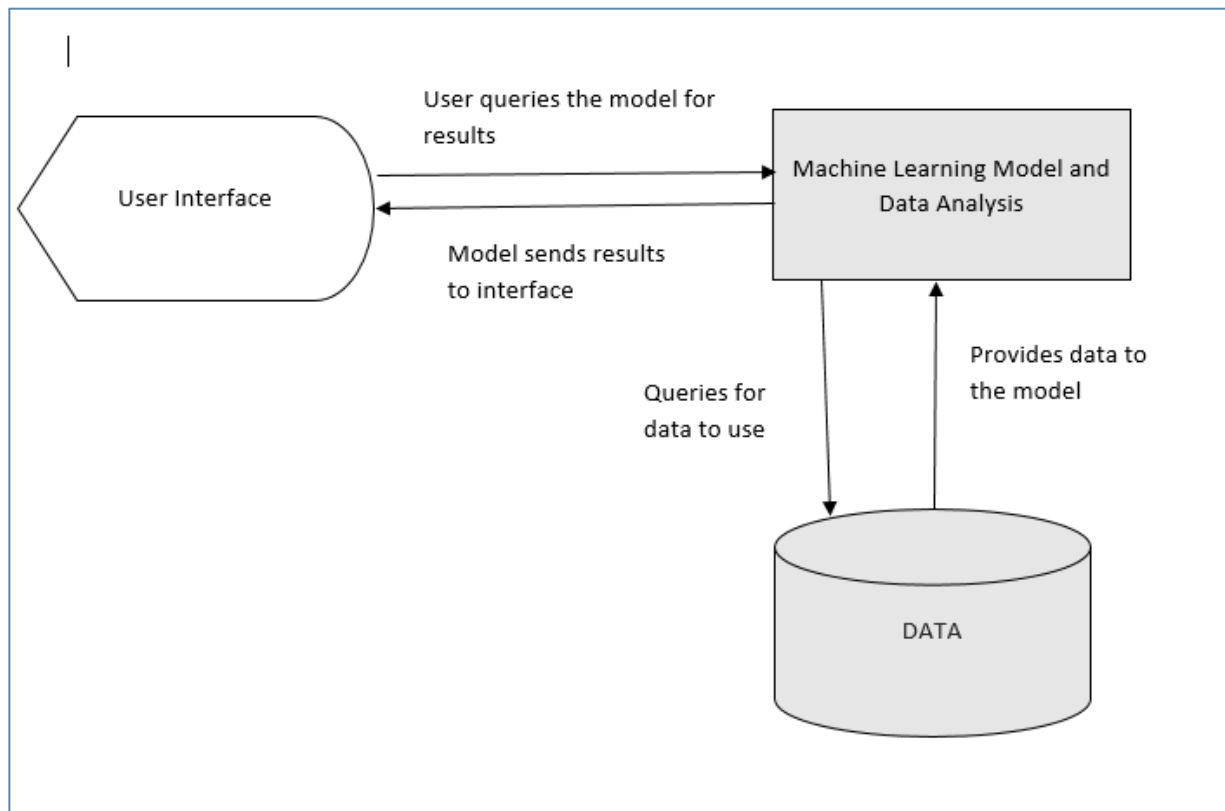 User queries the model for
results
User Interface
Machine Learning Model and
Data Analysis
Model sends results
to interface
Queries for
data to use
Provides data to
the model
DATA